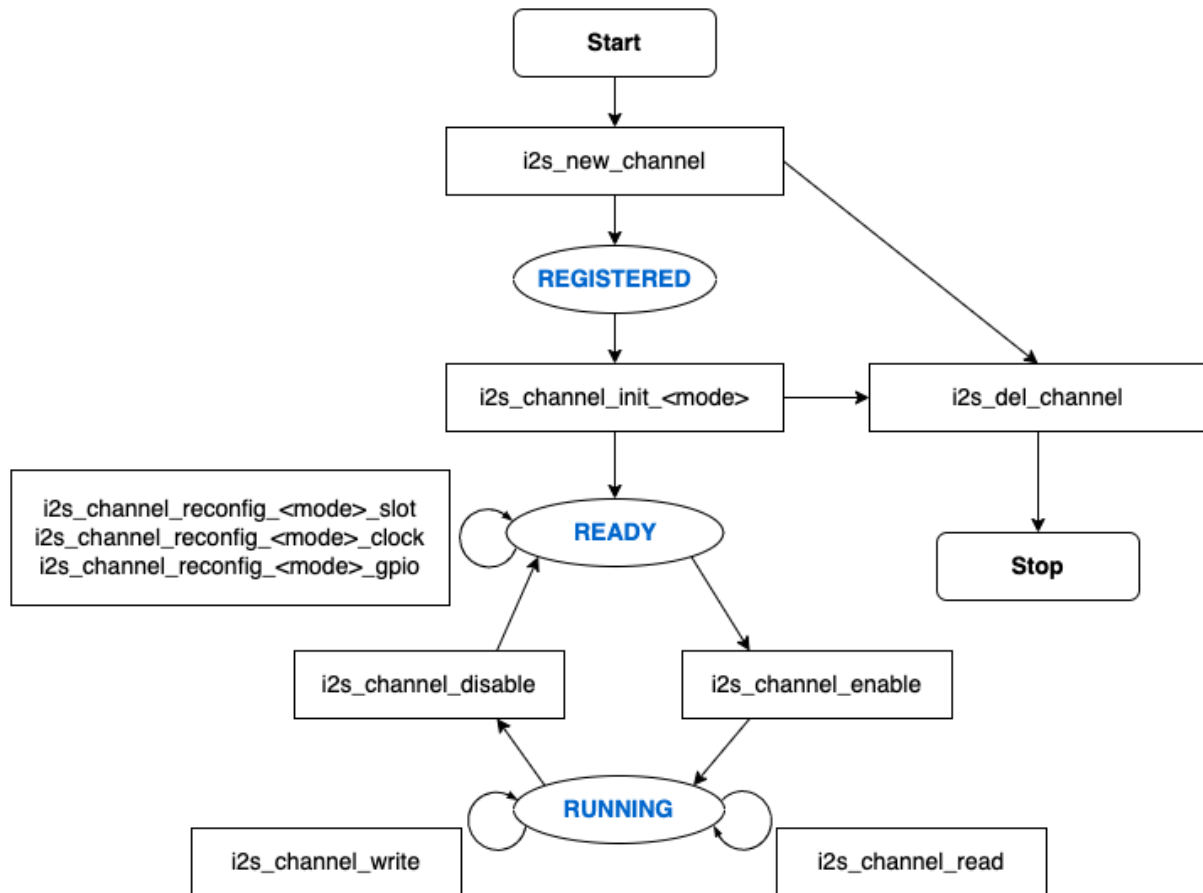 Start
i2s_new_channel
REGISTERED
i2s_channel_init_<mode>
i2s_del_channel
i2s_channel_reconfig_<mode>_slot
i2s_channel_reconfig_<mode>_clock
i2s_channel_reconfig_<mode>_gpio
READY
Stop
i2s_channel_disable
i2s_channel_enable
RUNNING
i2s_channel_write
i2s_channel_read